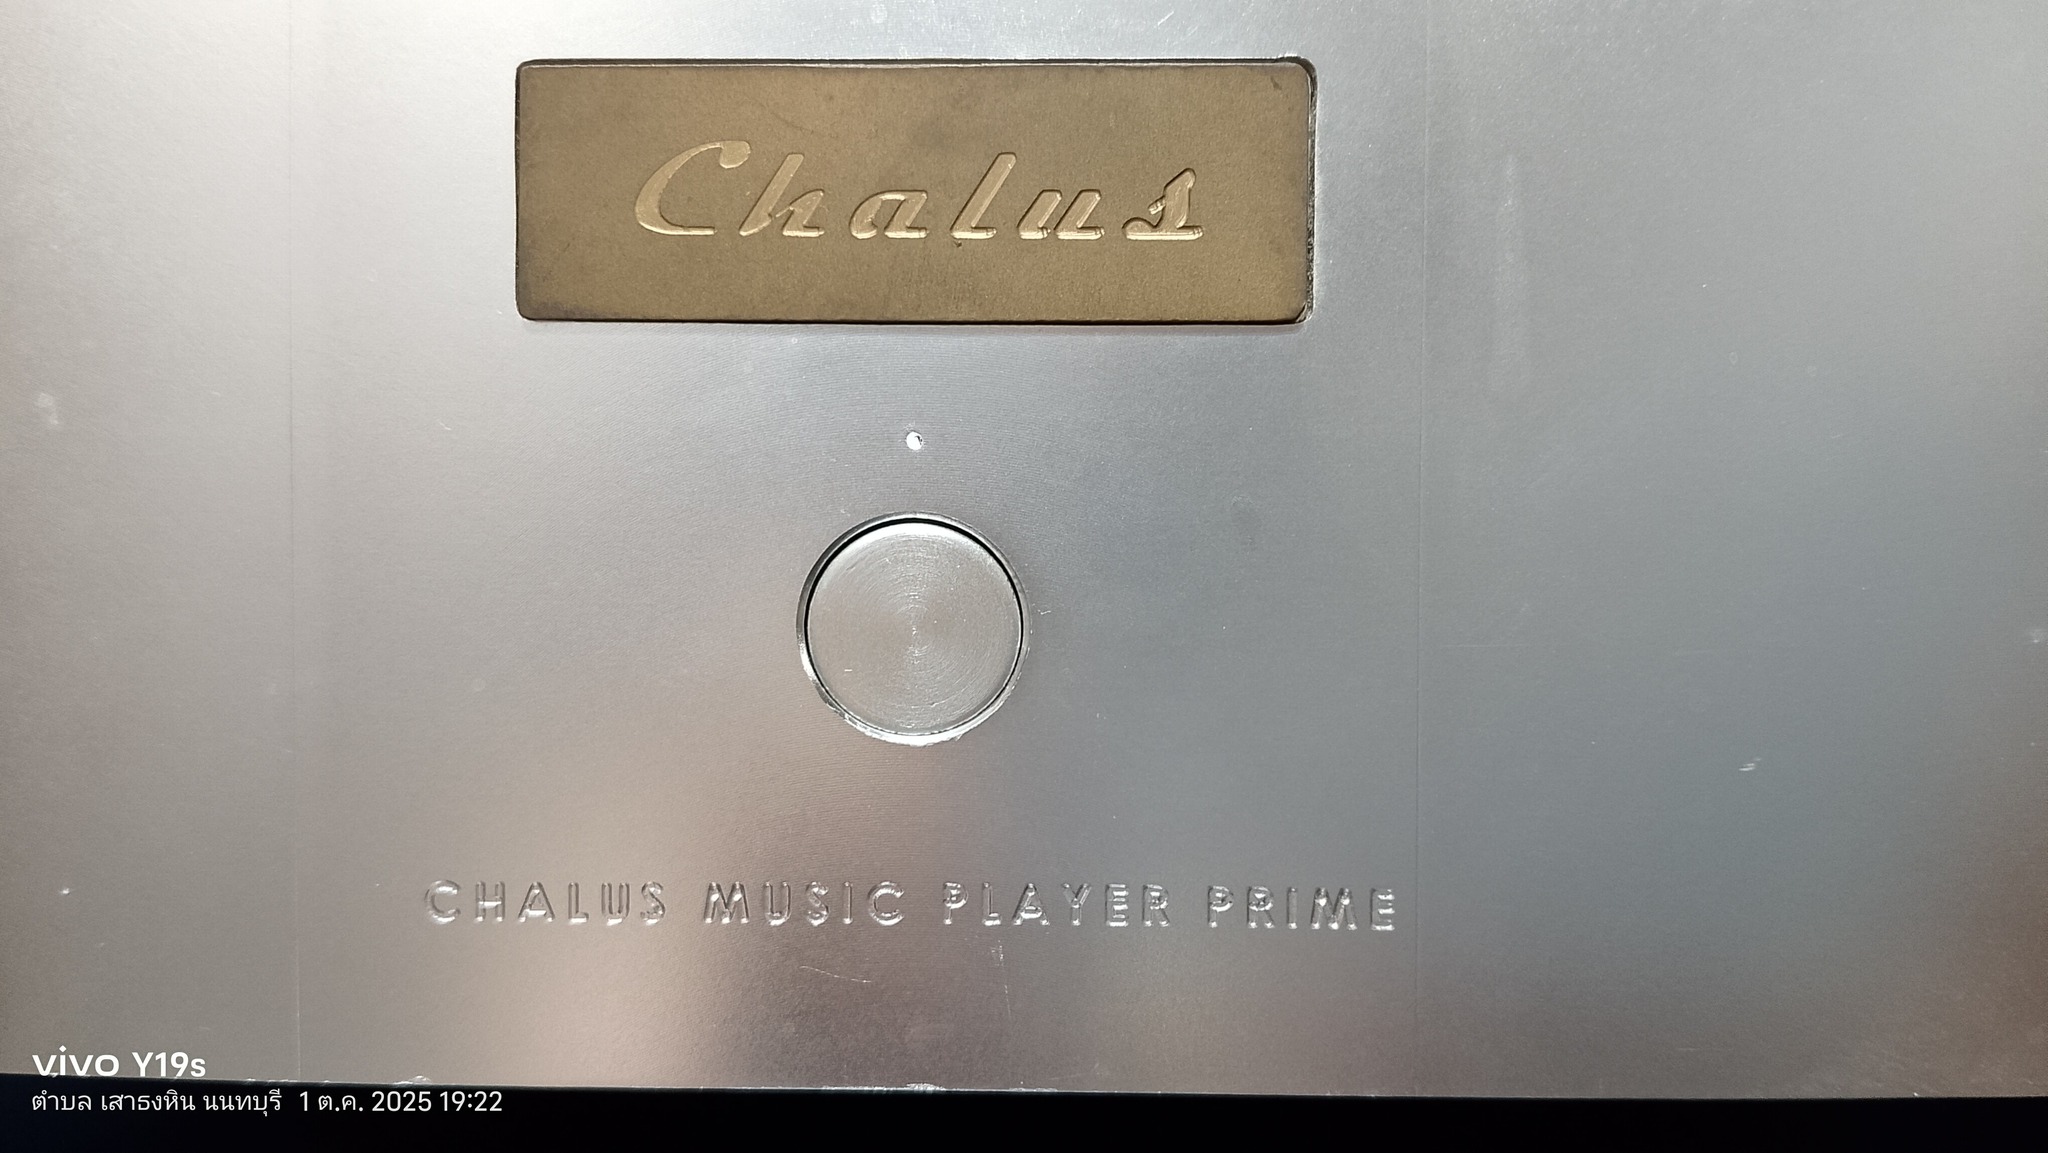 Chalus
CHALUS MUSIC PLAYER PRIME
vivo Y19s
ตำบล เสาธงหิน นนทบุรี 1 ต.ค. 2025 19:22